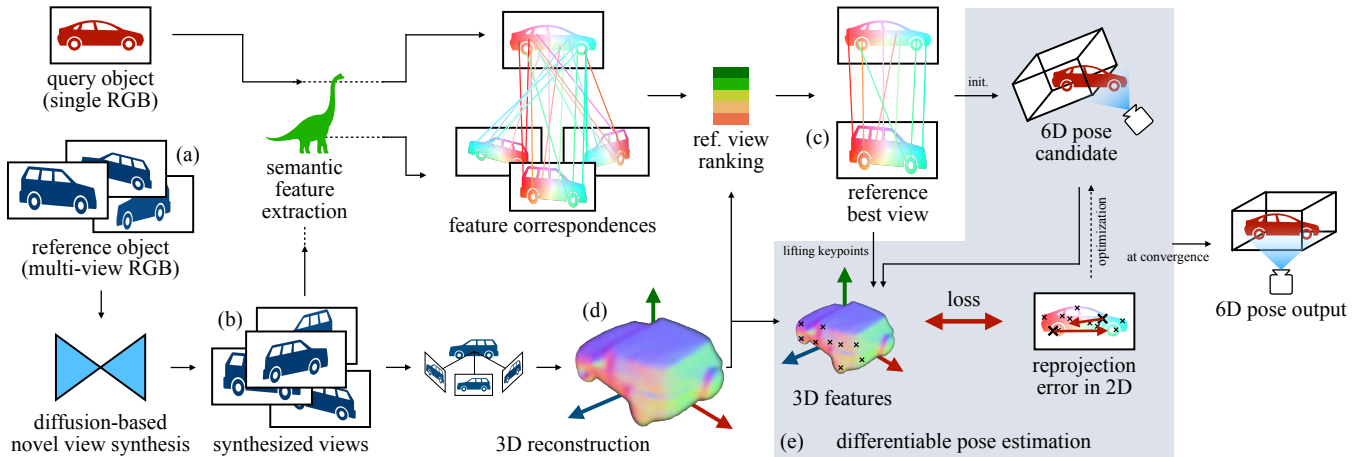 query object
(single RGB)
(a)
reference object
(multi-view RGB)
diffusion-based
novel view synthesis
semantic
feature
extraction
(b)
synthesized views
feature correspondences
3D reconstruction
(d)
ref. view
ranking
(c)
reference
best view
init.
6D pose
candidate
lifting keypoints
optimization
loss
3D features
reprojection
error in 2D
(e) differentiable pose estimation
at convergence
6D pose output